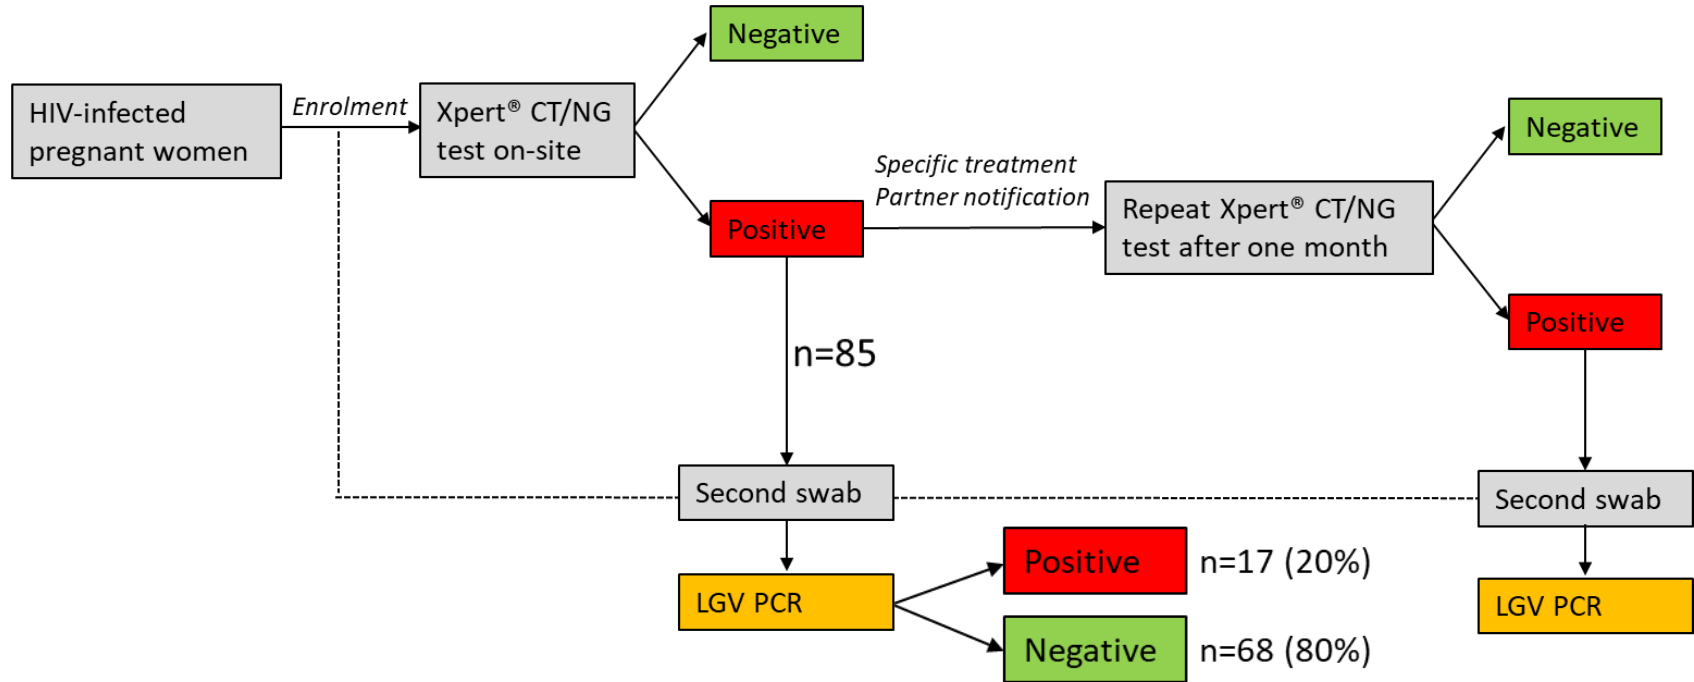 Negative
HIV-infected
pregnant women
Enrolment
Xpert® CT/NG
test on-site
Negative
Specific treatment
Partner notification
Positive
Repeat Xpert® CT/NG
test after one month
Positive
n=85
Second swab
Second swab
Positive n=17 (20%)
LGV PCR
LGV PCR
Negative n=68 (80%)